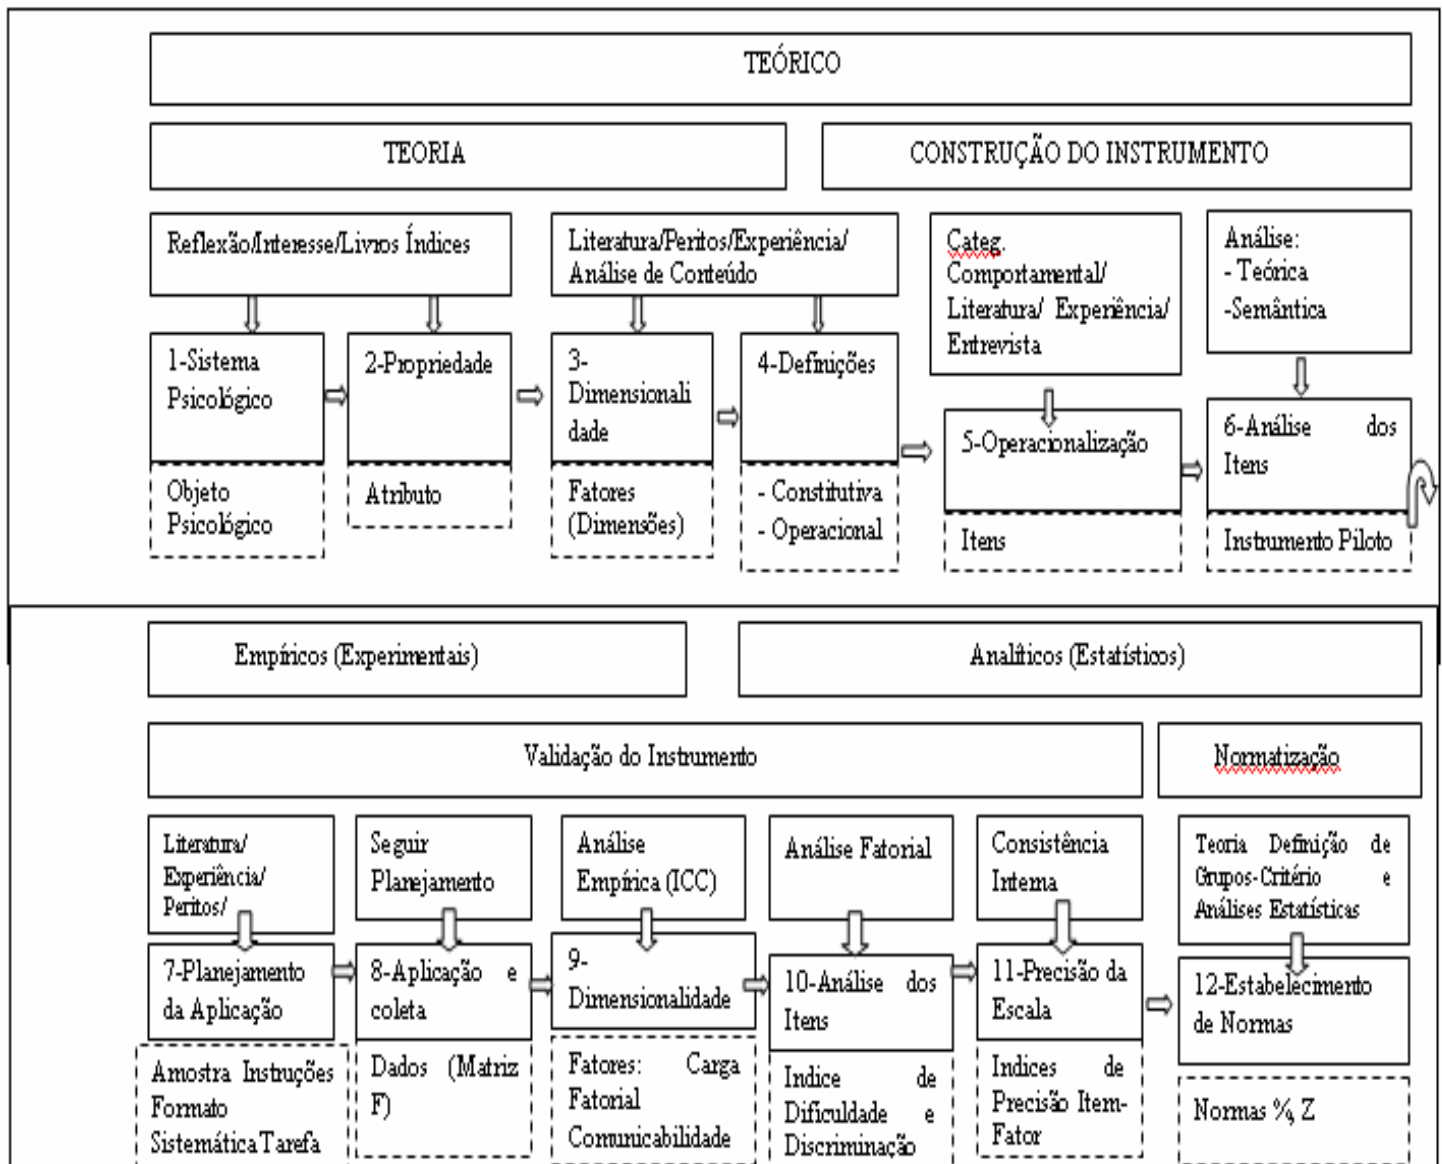 TEÓRICO
TEORIA
CONSTRUÇÃO DO INSTRUMENTO
Reflexão/Interesse/Livros Índices
Literatura/Peritos/Experiência/
Análise de Conteúdo
Categ.
Comportamental/
Literatura/ Experiência/
Entrevista
Análise:
- Teórica
-Semântica
1-Sistema
Psicológico
2-Propriedade
3-
Dimensionali
dade
4-Definições
5-Operacionalização
6-Análise dos
Itens
Objeto
Psicológico
Atributo
Fatores
(Dimensões)
- Constitutiva
- Operacional
Itens
Instrumento Piloto
Empíricos (Experimentais)
Analíticos (Estatísticos)
Validação do Instrumento
Normatização
Literatura/
Experiência/
Peritos/
Seguir
Planejamento
Análise
Empírica (ICC)
Análise Fatorial
Consistência
Interna
Teoria Definição de
Grupos-Critério e
Análises Estatísticas
7-Planejamento
da Aplicação
8-Aplicação e
coleta
9-
Dimensionalidade
10-Análise dos
Itens
11-Precisão da
Escala
12-Estabelecimento
de Normas
Amostra Instruções
Formato
Sistemática Tarefa
Dados (Matriz
F)
Fatores: Carga
Fatorial
Comunicabilidade
Indice de
Dificuldade e
Discriminação
Indices de
Precisão Item-
Fator
Normas %, Z